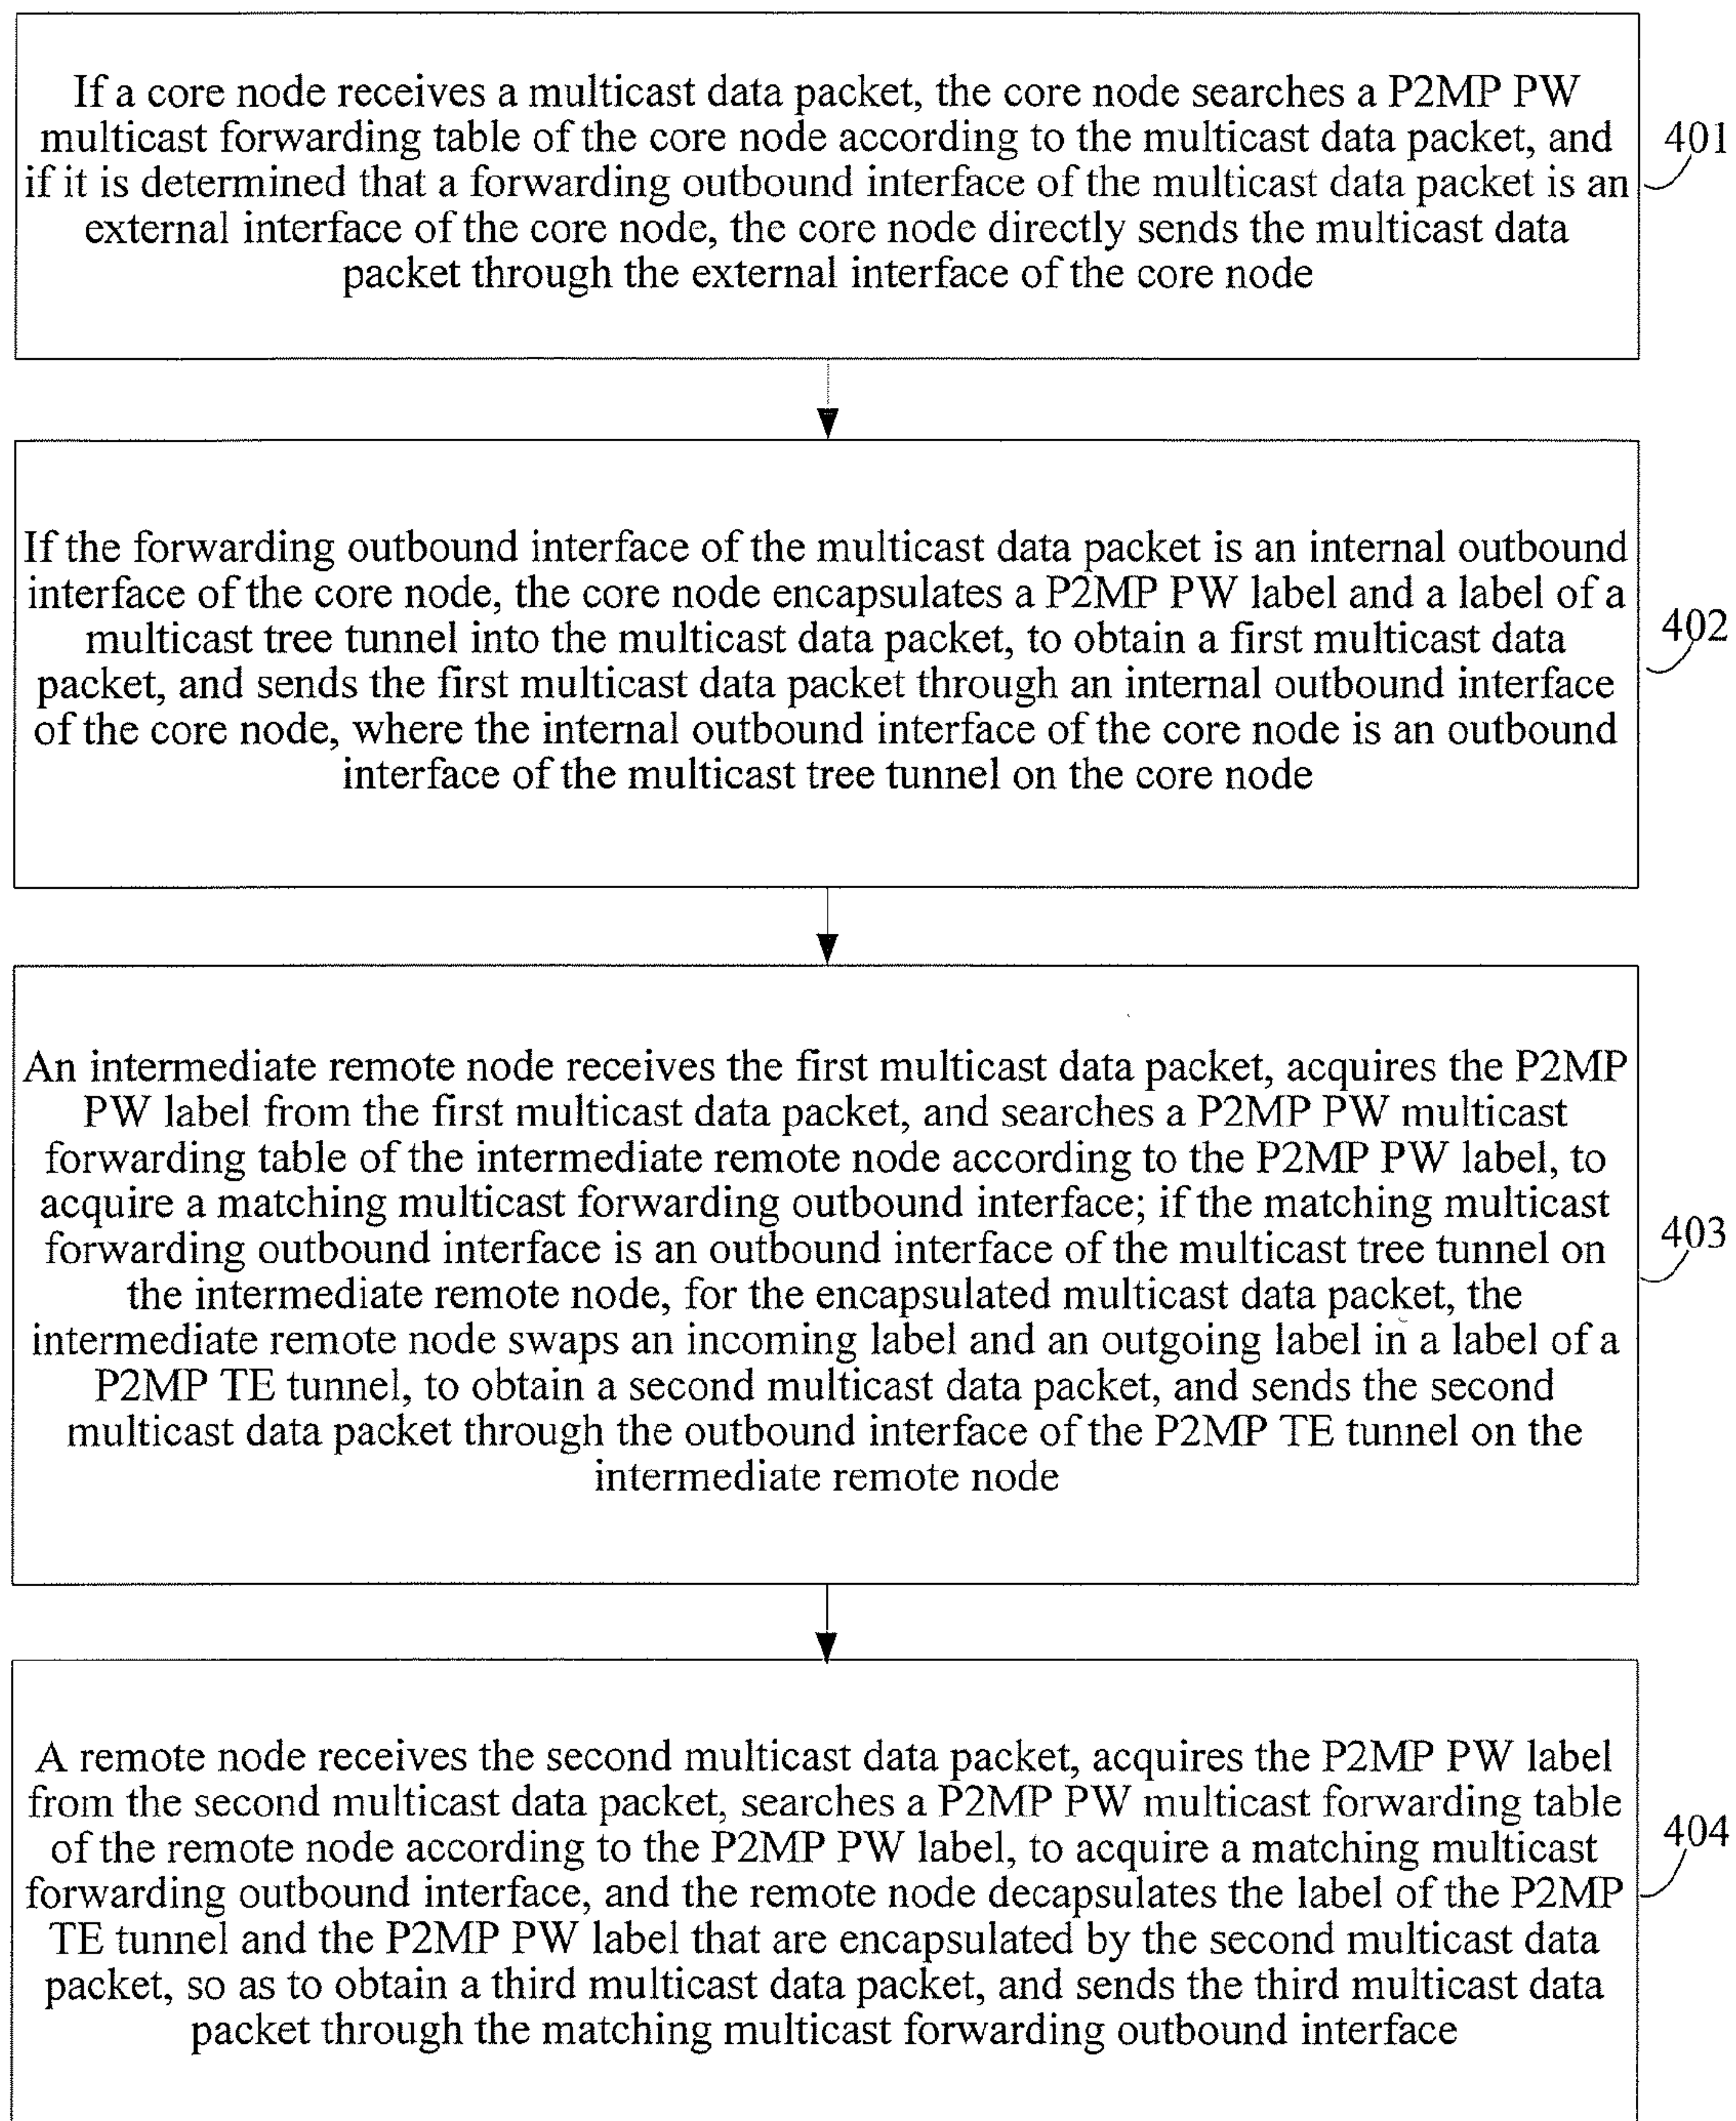 If a core node receives a multicast data packet, the core node searches a P2MP PW
multicast forwarding table of the core node according to the multicast data packet, and
if it is determined that a forwarding outbound interface of the multicast data packet is an
external interface of the core node, the core node directly sends the multicast data
packet through the external interface of the core node
401
If the forwarding outbound interface of the multicast data packet is an internal outbound
interface of the core node, the core node encapsulates a P2MP PW label and a label of a
multicast tree tunnel into the multicast data packet, to obtain a first multicast data
packet, and sends the first multicast data packet through an internal outbound interface
of the core node, where the internal outbound interface of the core node is an outbound
interface of the multicast tree tunnel on the core node
402
An intermediate remote node receives the first multicast data packet, acquires the P2MP
PW label from the first multicast data packet, and searches a P2MP PW multicast
forwarding table of the intermediate remote node according to the P2MP PW label, to
acquire a matching multicast forwarding outbound interface; if the matching multicast
forwarding outbound interface is an outbound interface of the multicast tree tunnel on
the intermediate remote node, for the encapsulated multicast data packet, the
intermediate remote node swaps an incoming label and an outgoing label in a label of a
P2MP TE tunnel, to obtain a second multicast data packet, and sends the second
multicast data packet through the outbound interface of the P2MP TE tunnel on the
intermediate remote node
403
A remote node receives the second multicast data packet, acquires the P2MP PW label
from the second multicast data packet, searches a P2MP PW multicast forwarding table
of the remote node according to the P2MP PW label, to acquire a matching multicast
forwarding outbound interface, and the remote node decapsulates the label of the P2MP
TE tunnel and the P2MP PW label that are encapsulated by the second multicast data
packet, so as to obtain a third multicast data packet, and sends the third multicast data
packet through the matching multicast forwarding outbound interface
404